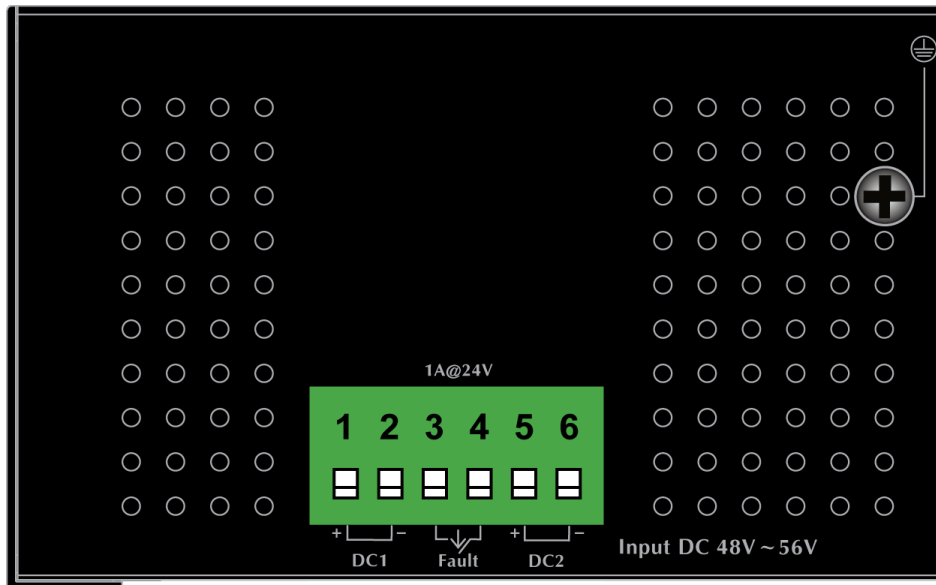 1A@24V
1 2 3 4 5 6
+ − + −
DC1 Fault DC2
Input DC 48V ~ 56V